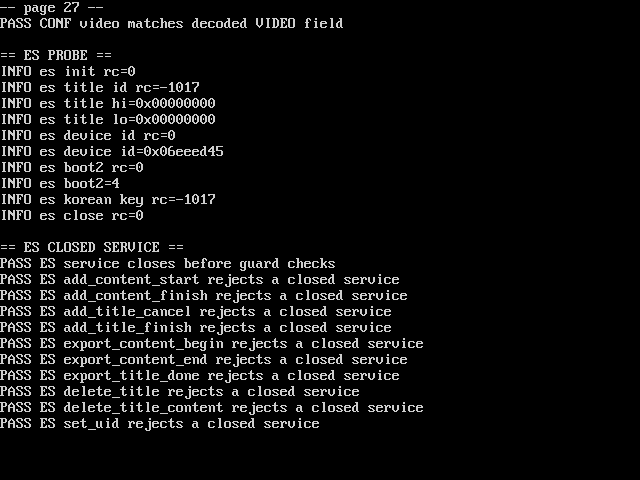 -- page 27 --
PASS CONF video matches decoded VIDEO field
== ES PROBE ==
INFO es init rc=0
INFO es title id rc=-1017
INFO es title hi=0x00000000
INFO es title lo=0x00000000
INFO es device id rc=0
INFO es device id=0x06eeed45
INFO es boot2 rc=0
INFO es boot2=4
INFO es korean key rc=-1017
INFO es close rc=0
== ES CLOSED SERVICE ==
PASS ES service closes before guard checks
PASS ES add_content_start rejects a closed service
PASS ES add_content_finish rejects a closed service
PASS ES add_title_cancel rejects a closed service
PASS ES add_title_finish rejects a closed service
PASS ES export_content_begin rejects a closed service
PASS ES export_content_end rejects a closed service
PASS ES export_title_done rejects a closed service
PASS ES delete_title rejects a closed service
PASS ES delete_title_content rejects a closed service
PASS ES set_uid rejects a closed service